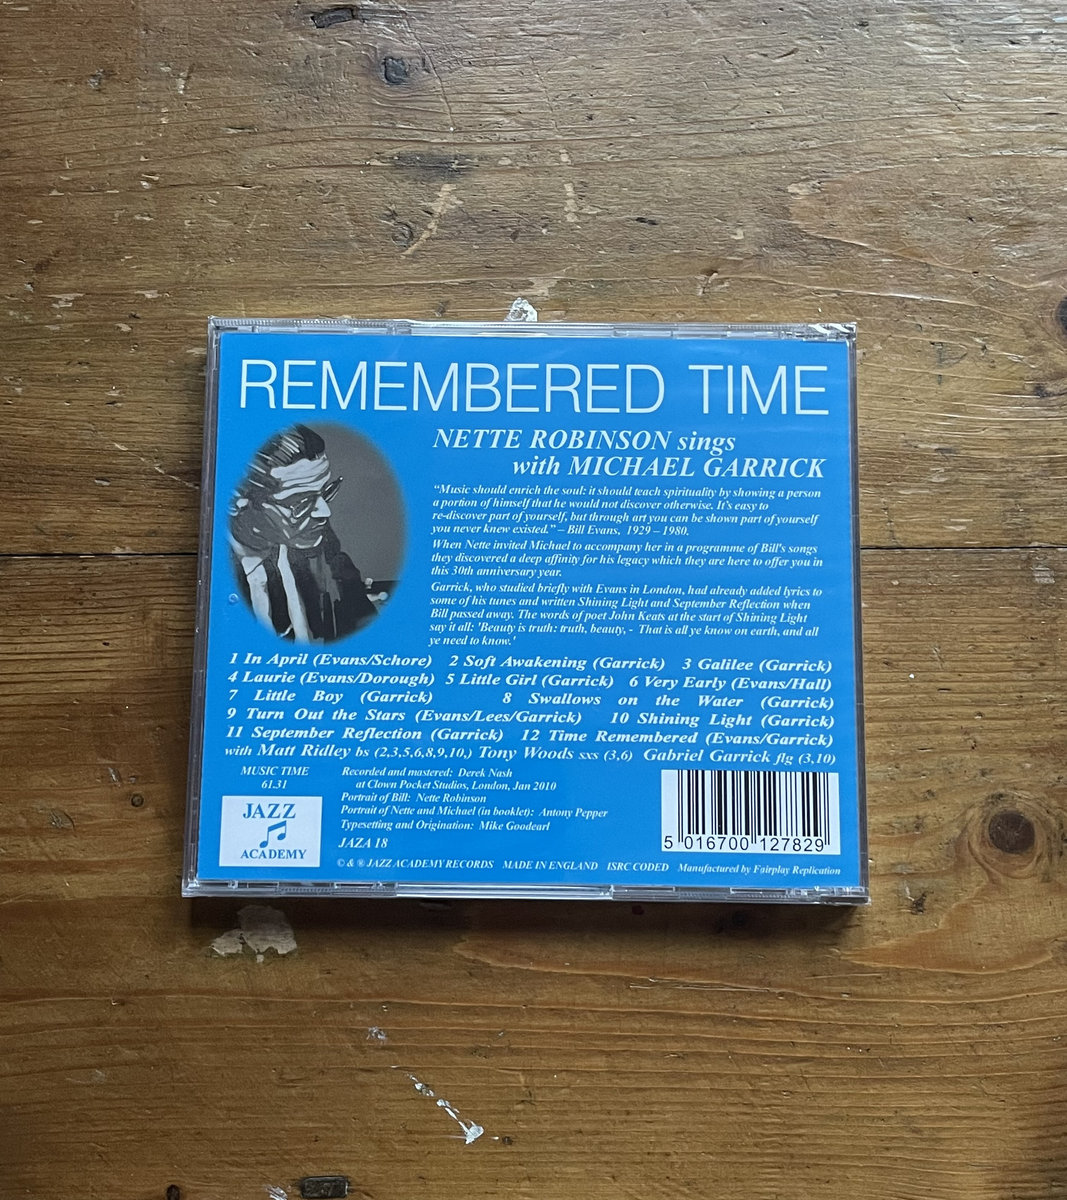 REMEMBERED TIME
NETTE ROBINSON sings
with MICHAEL GARRICK
“Music should enrich the soul: it should teach spirituality by showing a person
a portion of himself that he would not discover otherwise. It's easy to
re-discover part of yourself, but through art you can be shown part of yourself
you never knew existed.” – Bill Evans, 1929 – 1980.
When Nette invited Michael to accompany her in a programme of Bill's songs
they discovered a deep affinity for his legacy which they are here to offer you in
this 30th anniversary year.
Garrick, who studied briefly with Evans in London, had already added lyrics to
some of his tunes and written Shining Light and September Reflection when
Bill passed away. The words of poet John Keats at the start of Shining Light
say it all: 'Beauty is truth: truth, beauty, - That is all ye know on earth, and all
ye need to know.'
1 In April (Evans/Schore) 2 Soft Awakening (Garrick) 3 Galilee (Garrick)
4 Laurie (Evans/Dorough) 5 Little Girl (Garrick) 6 Very Early (Evans/Hall)
7 Little Boy (Garrick) 8 Swallows on the Water (Garrick)
9 Turn Out the Stars (Evans/Lees/Garrick) 10 Shining Light (Garrick)
11 September Reflection (Garrick) 12 Time Remembered (Evans/Garrick)
with Matt Ridley bs (2,3,5,6,8,9,10,) Tony Woods sxs (3,6) Gabriel Garrick flg (3,10)
MUSIC TIME
61.31
JAZZ
ACADEMY
Recorded and mastered: Derek Nash
at Clown Pocket Studios, London, Jan 2010
Portrait of Bill: Nette Robinson
Portrait of Nette and Michael (in booklet): Antony Pepper
Typesetting and Origination: Mike Goodearl
JAZA 18
5 016700 127829
© & ® JAZZ ACADEMY RECORDS MADE IN ENGLAND ISRC CODED Manufactured by Fairplay Replication